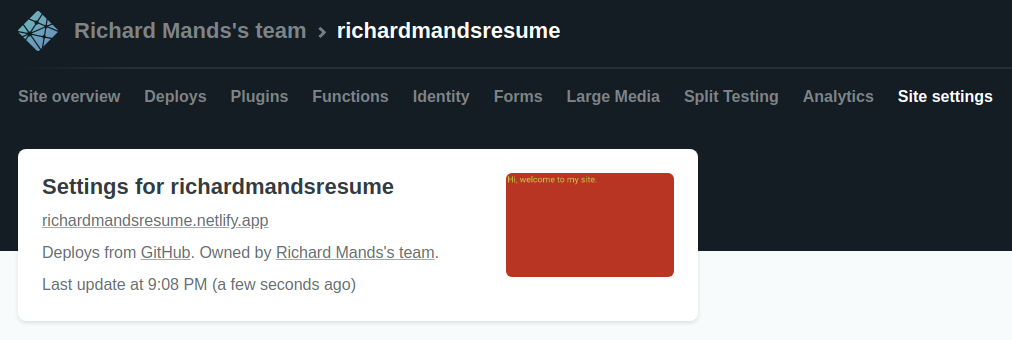 Richard Mands's team > richardmandsresume
Site overview Deploys Plugins Functions Identity Forms Large Media Split Testing Analytics Site settings
Settings for richardmandsresume
richardmandsresume.netlify.app
Deploys from GitHub. Owned by Richard Mands's team.
Last update at 9:08 PM (a few seconds ago)
Hi, welcome to my site.